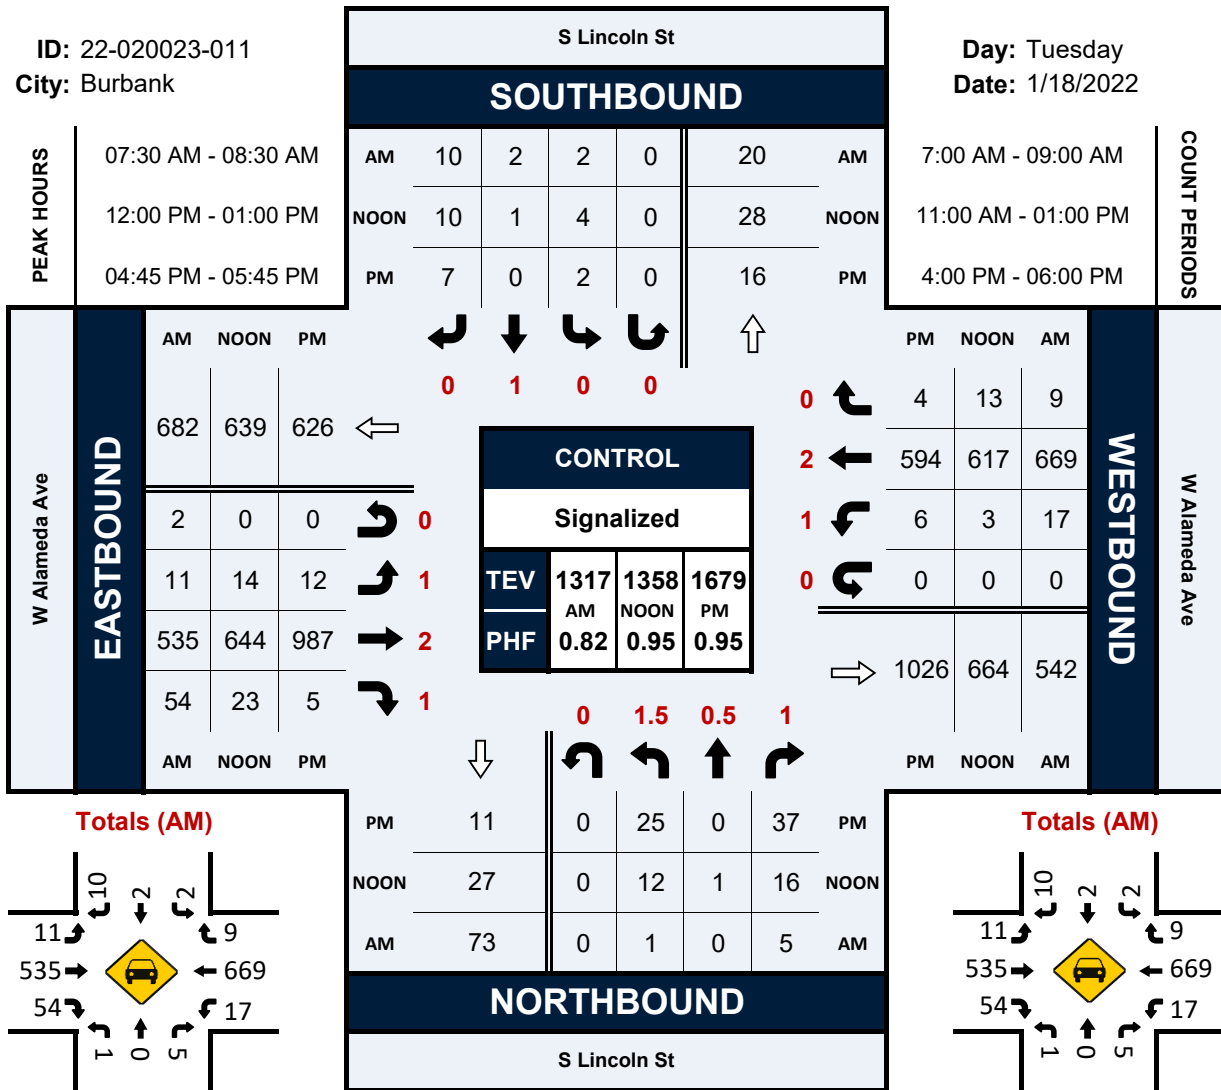 ID: 22-020023-011
City: Burbank
S Lincoln St
Day: Tuesday
Date: 1/18/2022
SOUTHBOUND
PEAK HOURS
07:30 AM - 08:30 AM
12:00 PM - 01:00 PM
04:45 PM - 05:45 PM
AM 10 2 2 0 20 AM
NOON 10 1 4 0 28 NOON
PM 7 0 2 0 16 PM
7:00 AM - 09:00 AM
11:00 AM - 01:00 PM
4:00 PM - 06:00 PM
COUNT PERIODS
0 1 0 0
W Alameda Ave
EASTBOUND
AM NOON PM
682 639 626
2 0 0 0
11 14 12 1
535 644 987 2
54 23 5 1
AM NOON PM
CONTROL
Signalized
TEV 1317 1358 1679
AM NOON PM
PHF 0.82 0.95 0.95
PM NOON AM
0 4 13 9
2 594 617 669
1 6 3 17
0 0 0 0
1026 664 542
PM NOON AM
WESTBOUND
W Alameda Ave
0 1.5 0.5 1
PM 11 0 25 0 37 PM
NOON 27 0 12 1 16 NOON
AM 73 0 1 0 5 AM
NORTHBOUND
S Lincoln St
Totals (AM)
10 2 2
11 9
535 669
54 17
1 0 5
Totals (AM)
10 2 2
11 9
535 669
54 17
1 0 5